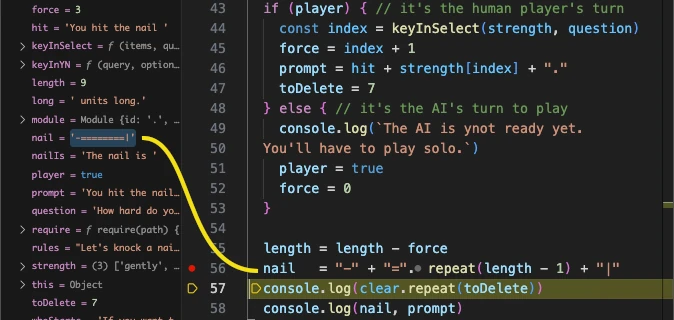 force = 3
hit = 'You hit the nail '
keyInSelect = ƒ (items, qu…
keyInYN = ƒ (query, option…
length = 9
long = ' units long.'
module = Module {id: '.', …
nail = '-========|'
nailIs = 'The nail is '
player = true
prompt = 'You hit the nail…
question = 'How hard do yo…
require = ƒ require(path) {
rules = "Let's knock a nai…
strength = (3) ['gently', …
this = Object
toDelete = 7
43 if (player) { // it's the human player's turn
44 const index = keyInSelect(strength, question)
45 force = index + 1
46 prompt = hit + strength[index] + "."
47 toDelete = 7
48 } else { // it's the AI's turn to play
49 console.log(`The AI is ynot ready yet.
50 You'll have to play solo.`)
51 player = true
52 force = 0
53 }
54
55 length = length - force
56 nail = "-" + "=". repeat(length - 1) + "|"
57 console.log(clear.repeat(toDelete))
58 console.log(nail, prompt)